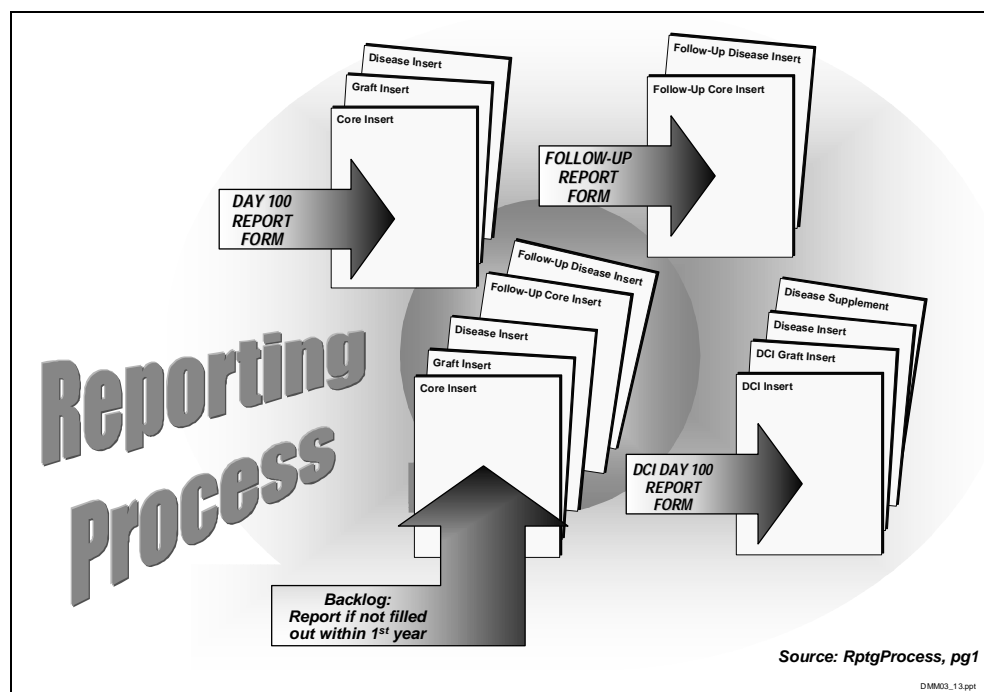 Disease Insert
Graft Insert
Core Insert
DAY 100
REPORT
FORM
Follow-Up Disease Insert
Follow-Up Core Insert
FOLLOW-UP
REPORT
FORM
Reporting
Process
Follow-Up Disease Insert
Follow-Up Core Insert
Disease Insert
Graft Insert
Core Insert
Backlog:
Report if not filled
out within 1st year
Disease Supplement
Disease Insert
DCI Graft Insert
DCI Insert
DCI DAY 100
REPORT
FORM
Source: RptgProcess, pg1
DMM03_13.ppt